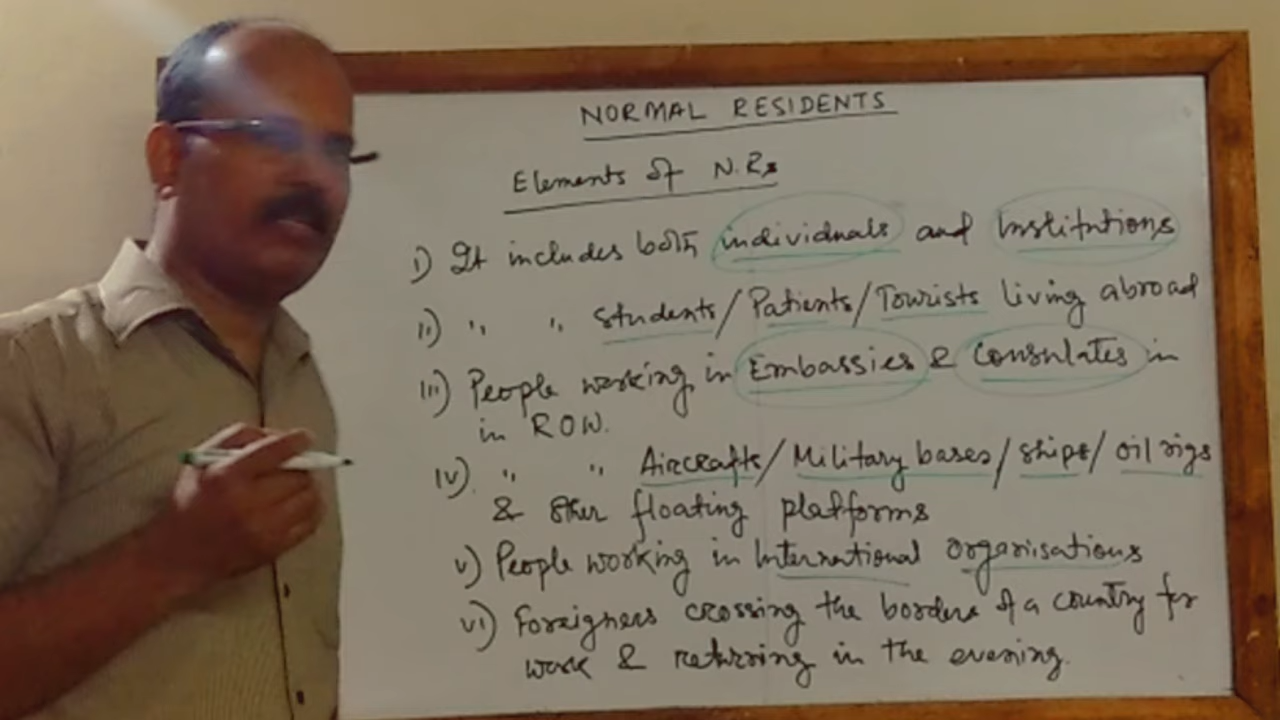 NORMAL RESIDENTS
Elements of N.Rs
i) It includes both individuals and Institutions
ii) " " Students/Patients/Tourists living abroad
iii) People working in Embassies & Consulates in
in ROW.
iv) " " Aircrafts/Military bases/ships/oil rigs
& other floating platforms
v) People working in International organisations
vi) Foreigners crossing the borders of a country for
work & returning in the evening.